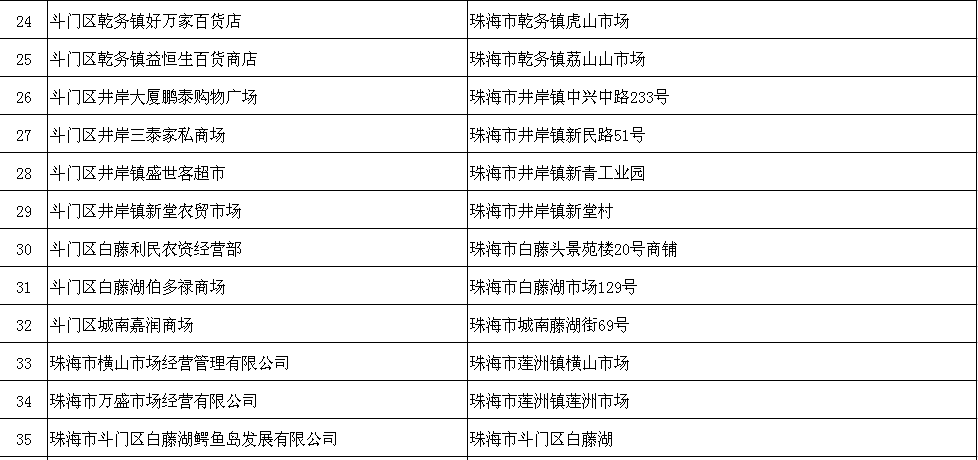 24 斗门区乾务镇好万家百货店 珠海市乾务镇虎山市场
25 斗门区乾务镇益恒生百货商店 珠海市乾务镇荔山山市场
26 斗门区井岸大厦鹏泰购物广场 珠海市井岸镇中兴中路233号
27 斗门区井岸三泰家私商场 珠海市井岸镇新民路51号
28 斗门区井岸镇盛世客超市 珠海市井岸镇新青工业园
29 斗门区井岸镇新堂农贸市场 珠海市井岸镇新堂村
30 斗门区白藤利民农资经营部 珠海市白藤头景苑楼20号商铺
31 斗门区白藤湖伯多禄商场 珠海市白藤湖市场129号
32 斗门区城南嘉润商场 珠海市城南藤湖街69号
33 珠海市横山市场经营管理有限公司 珠海市莲洲镇横山市场
34 珠海市万盛市场经营有限公司 珠海市莲洲镇莲洲市场
35 珠海市斗门区白藤湖鳄鱼岛发展有限公司 珠海市斗门区白藤湖